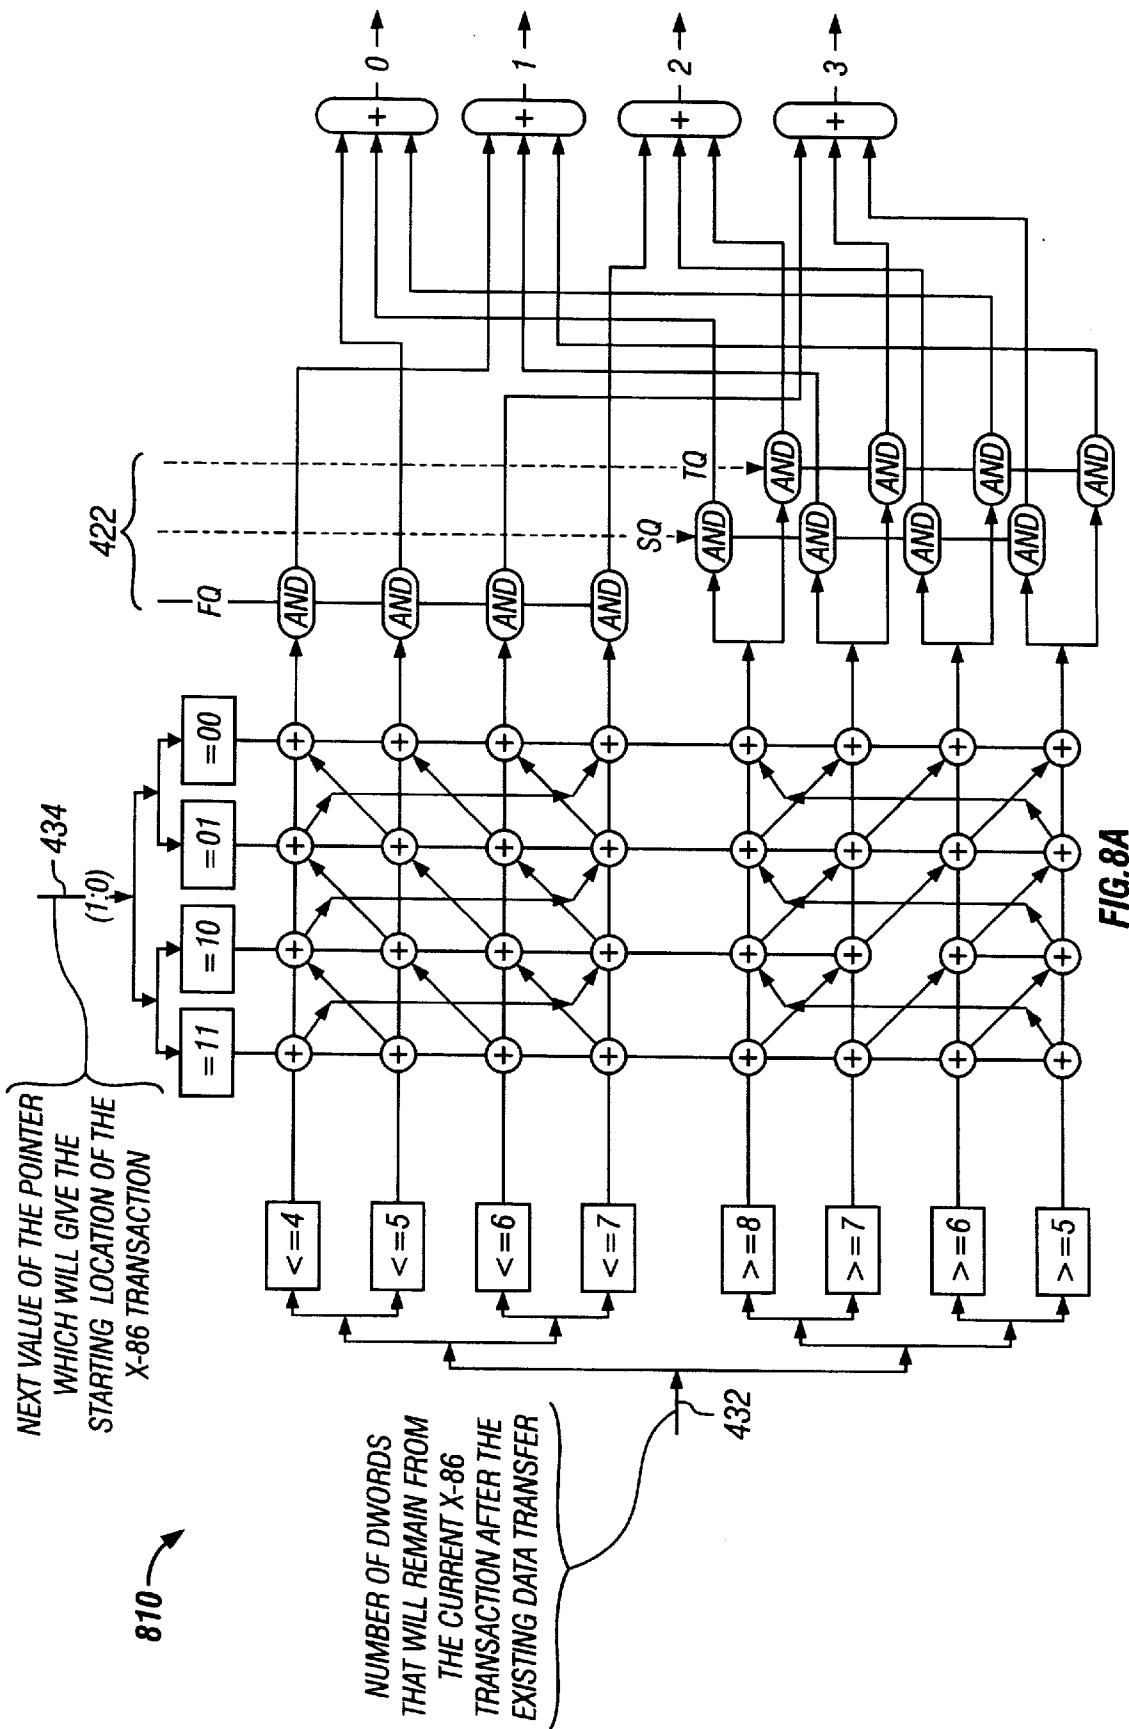 810
NEXT VALUE OF THE POINTER
WHICH WILL GIVE THE
STARTING LOCATION OF THE
X-86 TRANSACTION
434
(1:0)
=11
=10
=01
=00
422
FQ
SQ
TQ
NUMBER OF DWORDS
THAT WILL REMAIN FROM
THE CURRENT X-86
TRANSACTION AFTER THE
EXISTING DATA TRANSFER
432
<=4
+
+
+
+
AND
<=5
+
+
+
+
AND
<=6
+
+
+
+
AND
<=7
+
+
+
+
AND
>=8
+
+
+
+
AND
AND
>=7
+
+
+
+
AND
AND
>=6
+
+
+
+
AND
AND
>=5
+
+
+
+
AND
AND
+
0
+
1
+
2
+
3
FIG.8A